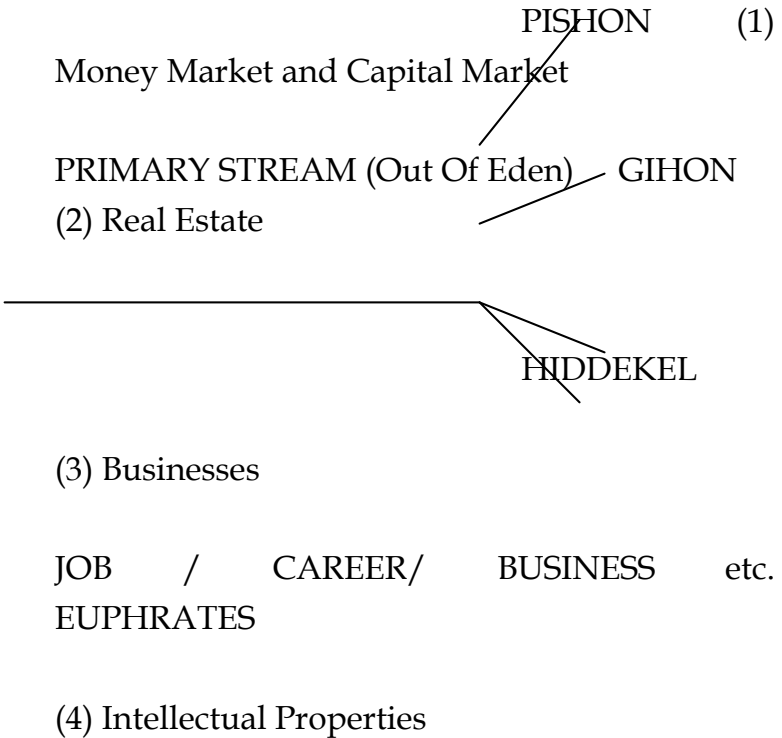 PISHON (1)
Money Market and Capital Market
PRIMARY STREAM (Out Of Eden) GIHON
(2) Real Estate
HIDDEKEL
(3) Businesses
JOB / CAREER/ BUSINESS etc.
EUPHRATES
(4) Intellectual Properties